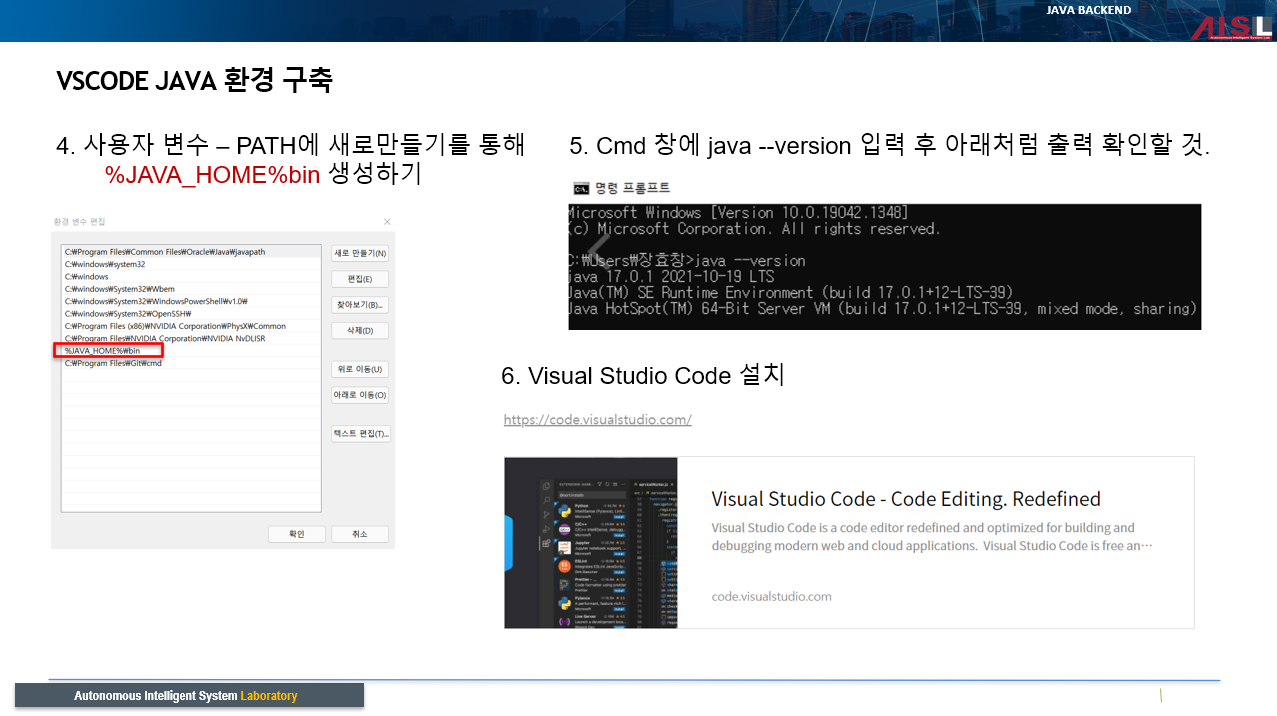 JAVA BACKEND
AISL
Autonomous Intelligent System Lab
VSCODE JAVA 환경 구축
4. 사용자 변수 – PATH에 새로만들기를 통해
%JAVA_HOME%bin 생성하기
환경 변수 편집
C:₩Program Files₩Common Files₩Oracle₩Java₩javapath
C:₩windows₩system32
C:₩windows
C:₩windows₩System32₩Wbem
C:₩windows₩System32₩WindowsPowerShell₩v1.0₩
C:₩windows₩System32₩OpenSSH₩
C:₩Program Files (x86)₩NVIDIA Corporation₩PhysX₩Common
C:₩Program Files₩NVIDIA Corporation₩NVIDIA NvDLISR
%JAVA_HOME%₩bin
C:₩Program Files₩Git₩cmd
새로 만들기(N)
편집(E)
찾아보기(B)...
삭제(D)
위로 이동(U)
아래로 이동(O)
텍스트 편집(T)...
확인
취소
5. Cmd 창에 java --version 입력 후 아래처럼 출력 확인할 것.
명령 프롬프트
Microsoft Windows [Version 10.0.19042.1348]
(c) Microsoft Corporation. All rights reserved.
C:₩Users₩장효창>java --version
java 17.0.1 2021-10-19 LTS
Java(TM) SE Runtime Environment (build 17.0.1+12-LTS-39)
Java HotSpot(TM) 64-Bit Server VM (build 17.0.1+12-LTS-39, mixed mode, sharing)
6. Visual Studio Code 설치
https://code.visualstudio.com/
Python
C/C++
Jupyter
ESLint
Pylance
Live Server
Visual Studio Code - Code Editing. Redefined
Visual Studio Code is a code editor redefined and optimized for building and
debugging modern web and cloud applications. Visual Studio Code is free an···
code.visualstudio.com
Autonomous Intelligent System Laboratory